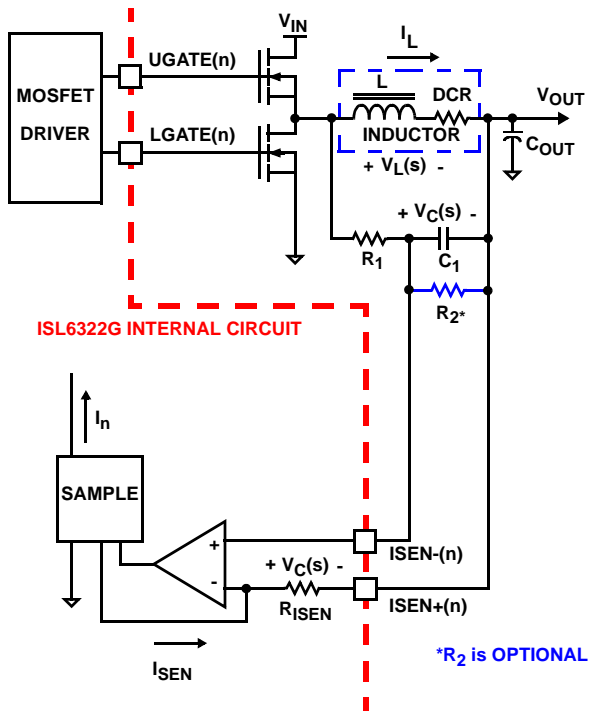 V_IN
I_L
UGATE(n)
MOSFET
DRIVER
L
DCR
V_OUT
LGATE(n)
INDUCTOR
C_OUT
+ V_L(s) -
+ V_C(s) -
R_1
C_1
R_2*
ISL6322G INTERNAL CIRCUIT
I_n
SAMPLE
+
-
ISEN-(n)
+ V_C(s) -
R_ISEN
ISEN+(n)
I_SEN
*R_2 is OPTIONAL